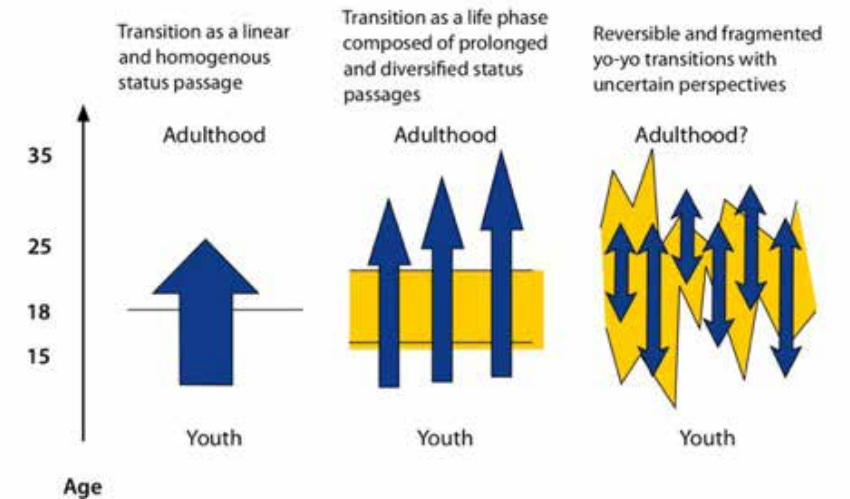 Transition as a linear
and homogenous
status passage
Transition as a life phase
composed of prolonged
and diversified status
passages
Reversible and fragmented
yo-yo transitions with
uncertain perspectives
Adulthood
Adulthood
Adulthood?
35
25
18
15
Youth
Youth
Youth
Age